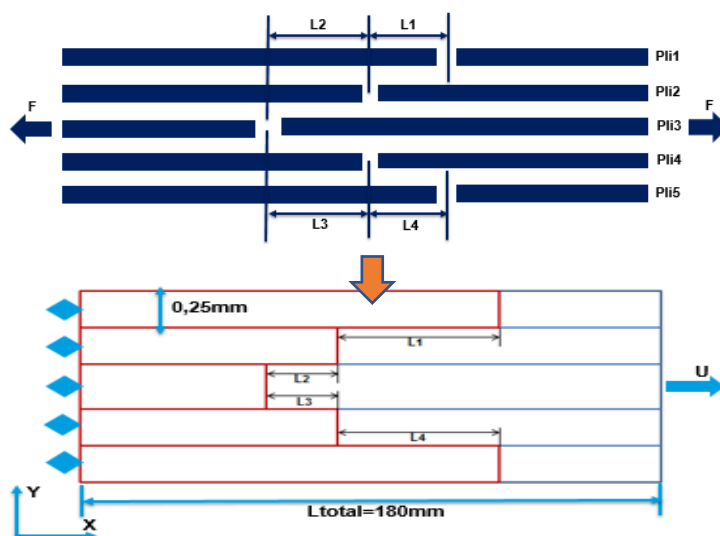 L2 L1
Pli1
Pli2
F F
Pli3
Pli4
Pli5
L3 L4
0,25mm
L1
L2
U
L3
L4
Y
Ltotal=180mm
X